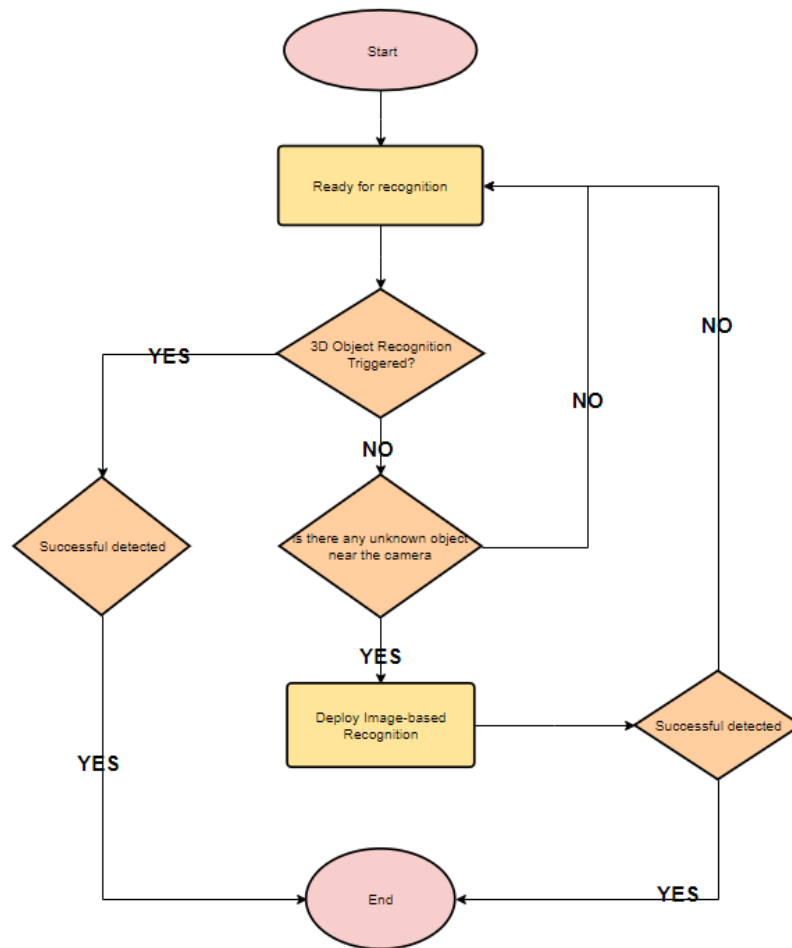 Start
Ready for recognition
3D Object Recognition
Triggered?
YES
NO
NO
NO
Successful detected
Is there any unknown object
near the camera
YES
Deploy Image-based
Recognition
Successful detected
YES
End
YES